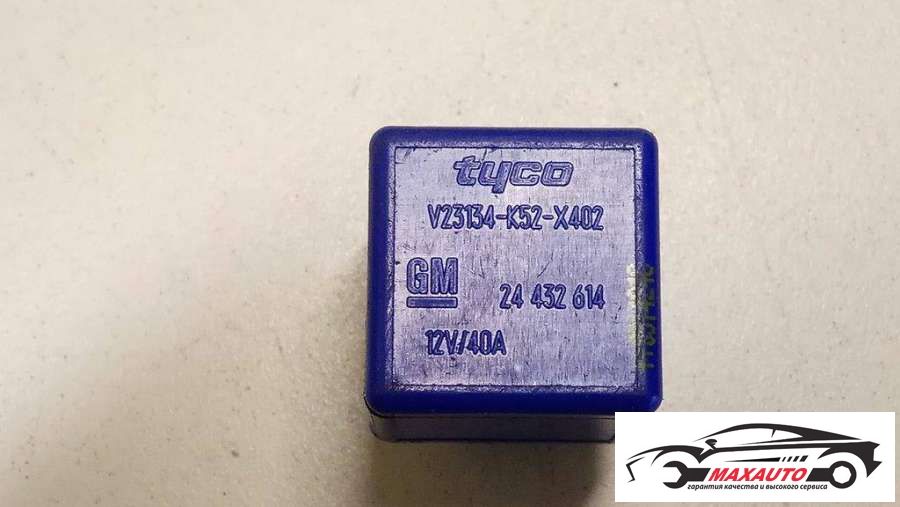 tyco
V23134-K52-X402
GM
24 432 614
12V/40A
MAXAUTO
гарантия качества и высокого сервиса